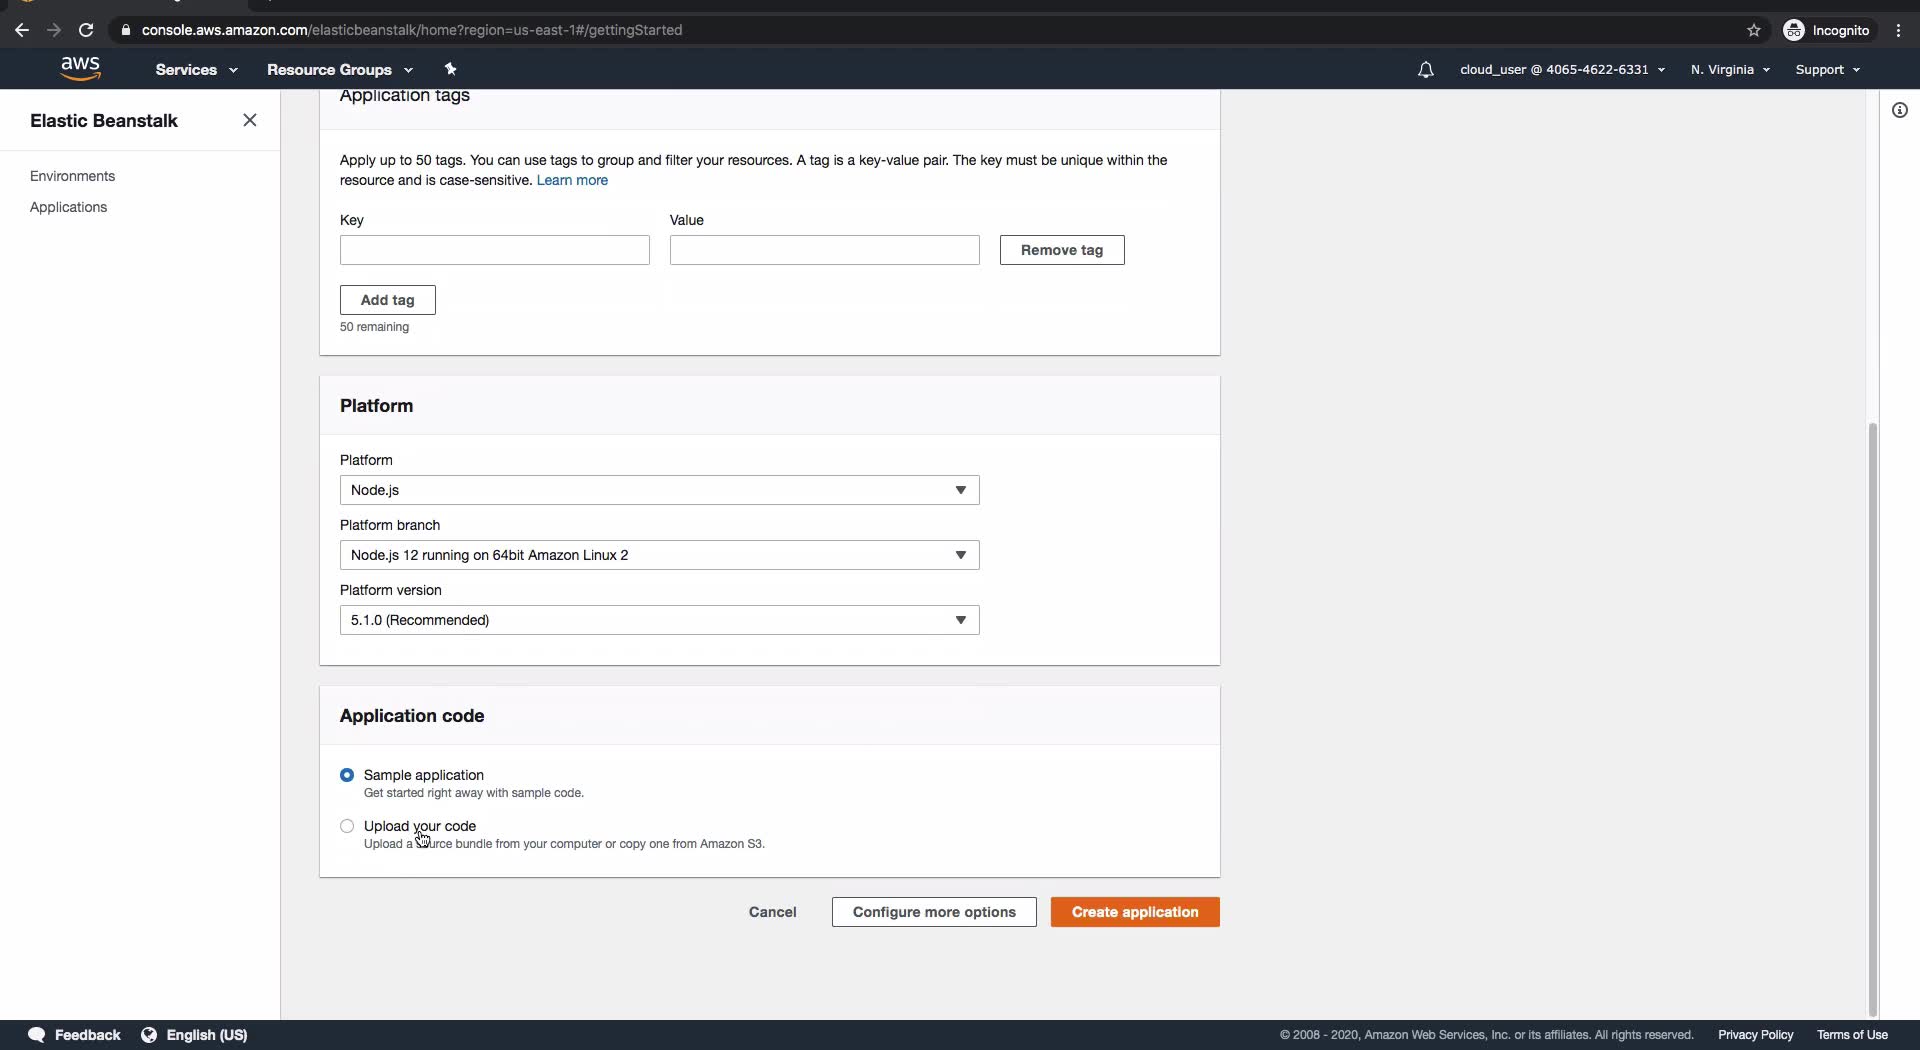 console.aws.amazon.com/elasticbeanstalk/home?region=us-east-1#/gettingStarted
Incognito
aws
Services
Resource Groups
cloud_user @ 4065-4622-6331
N. Virginia
Support
Elastic Beanstalk
Environments
Applications
Application tags
Apply up to 50 tags. You can use tags to group and filter your resources. A tag is a key-value pair. The key must be unique within the
resource and is case-sensitive. Learn more
Key
Value
Remove tag
Add tag
50 remaining
Platform
Platform
Node.js
Platform branch
Node.js 12 running on 64bit Amazon Linux 2
Platform version
5.1.0 (Recommended)
Application code
Sample application
Get started right away with sample code.
Upload your code
Upload a source bundle from your computer or copy one from Amazon S3.
Cancel
Configure more options
Create application
Feedback
English (US)
© 2008 - 2020, Amazon Web Services, Inc. or its affiliates. All rights reserved.
Privacy Policy
Terms of Use